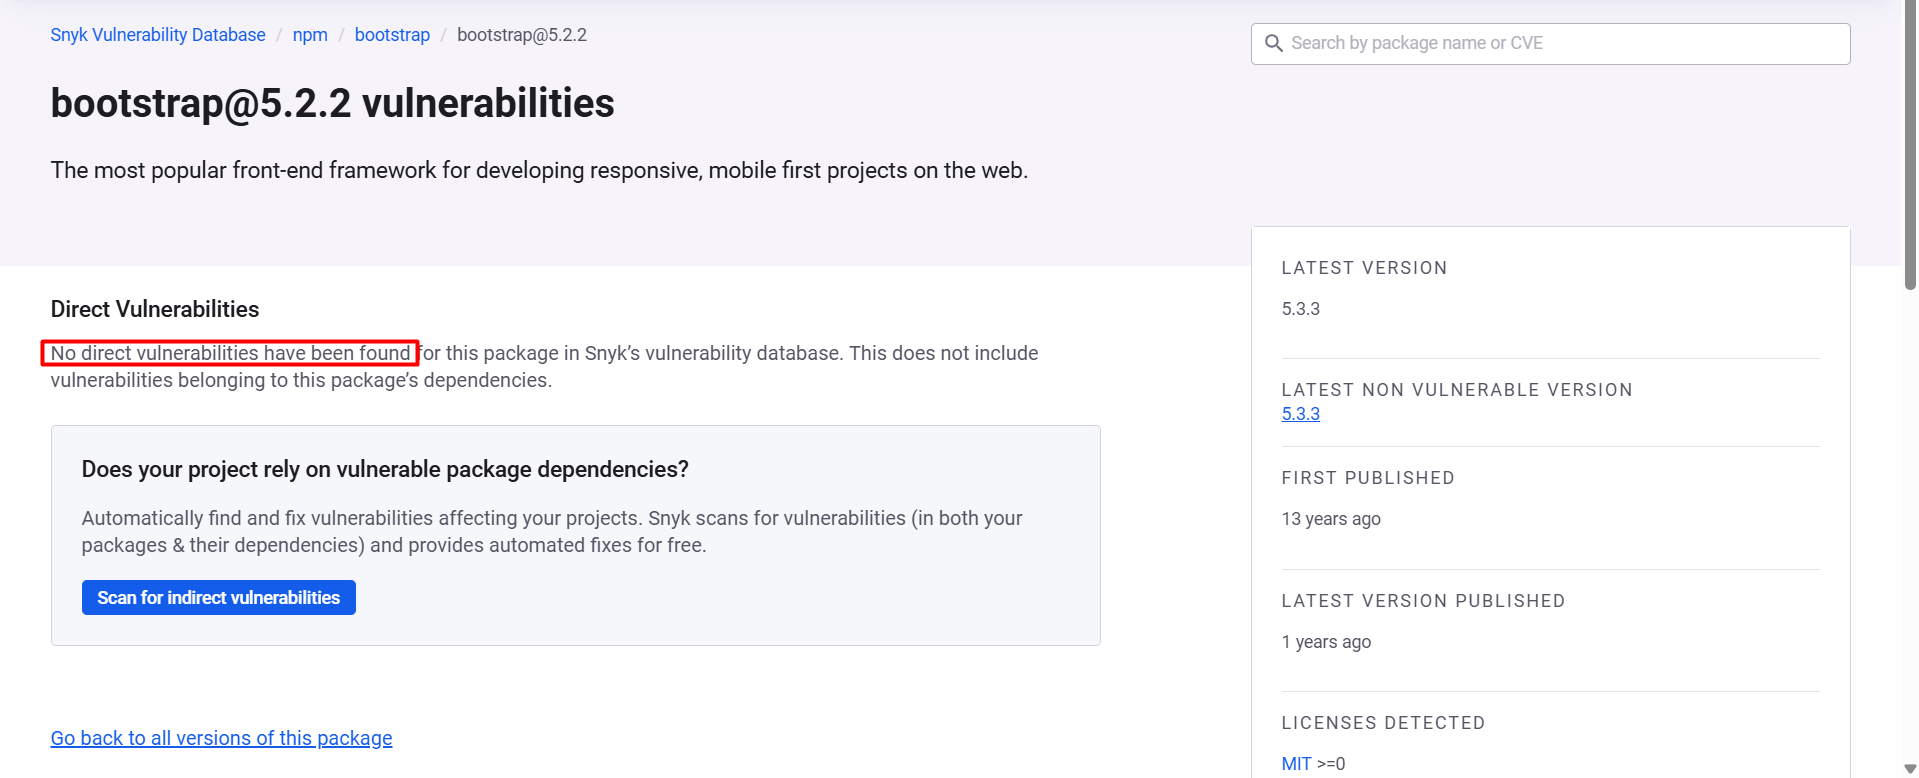 Snyk Vulnerability Database / npm / bootstrap / bootstrap@5.2.2
Search by package name or CVE
bootstrap@5.2.2 vulnerabilities
The most popular front-end framework for developing responsive, mobile first projects on the web.
Direct Vulnerabilities
No direct vulnerabilities have been found for this package in Snyk’s vulnerability database. This does not include
vulnerabilities belonging to this package’s dependencies.
Does your project rely on vulnerable package dependencies?
Automatically find and fix vulnerabilities affecting your projects. Snyk scans for vulnerabilities (in both your
packages & their dependencies) and provides automated fixes for free.
Scan for indirect vulnerabilities
Go back to all versions of this package
LATEST VERSION
5.3.3
LATEST NON VULNERABLE VERSION
5.3.3
FIRST PUBLISHED
13 years ago
LATEST VERSION PUBLISHED
1 years ago
LICENSES DETECTED
MIT >=0